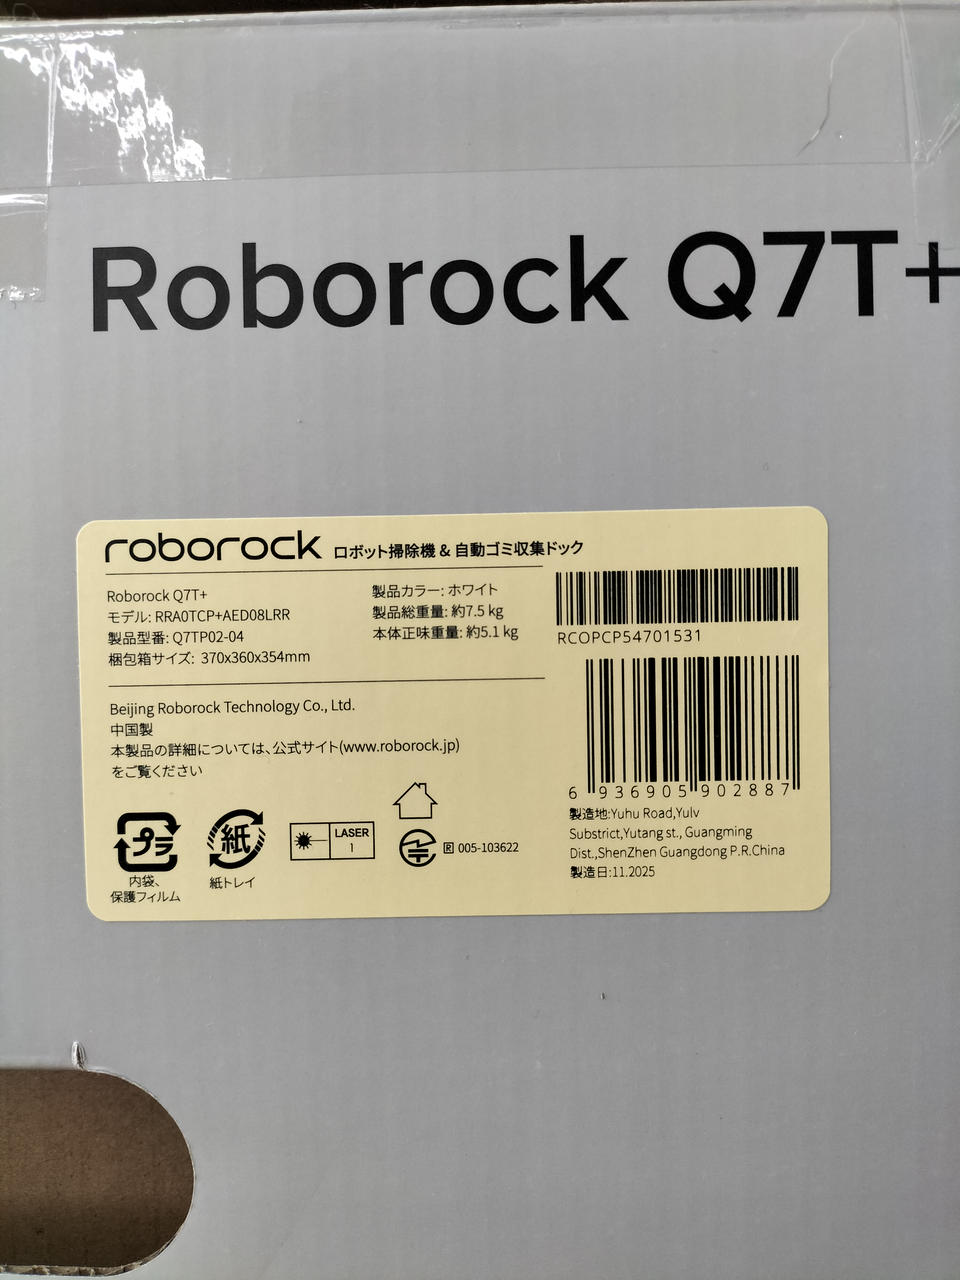 Roborock Q7T+
roborock ロボット掃除機 & 自動ゴミ収集ドック
Roborock Q7T+
モデル: RRA0TCP+AED08LRR
製品型番: Q7TP02-04
梱包箱サイズ: 370x360x354mm
製品カラー: ホワイト
製品総重量: 約7.5 kg
本体正味重量: 約5.1 kg
RCOPCP54701531
Beijing Roborock Technology Co., Ltd.
中国製
本製品の詳細については、公式サイト(www.roborock.jp)
をご覧ください
6 936905 902887
製造地:Yuhu Road,Yulv
Substrict,Yutang st., Guangming
Dist.,ShenZhen Guangdong P.R.China
製造日:11.2025
プラ
内袋、
保護フィルム
紙
紙トレイ
LASER
1
R 005-103622